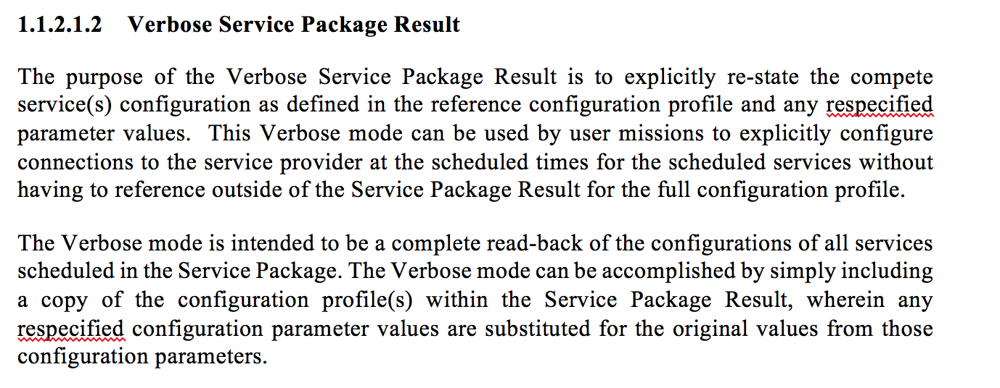 1.1.2.1.2 Verbose Service Package Result
The purpose of the Verbose Service Package Result is to explicitly re-state the compete
service(s) configuration as defined in the reference configuration profile and any respecified
parameter values. This Verbose mode can be used by user missions to explicitly configure
connections to the service provider at the scheduled times for the scheduled services without
having to reference outside of the Service Package Result for the full configuration profile.
The Verbose mode is intended to be a complete read-back of the configurations of all services
scheduled in the Service Package. The Verbose mode can be accomplished by simply including
a copy of the configuration profile(s) within the Service Package Result, wherein any
respecified configuration parameter values are substituted for the original values from those
configuration parameters.